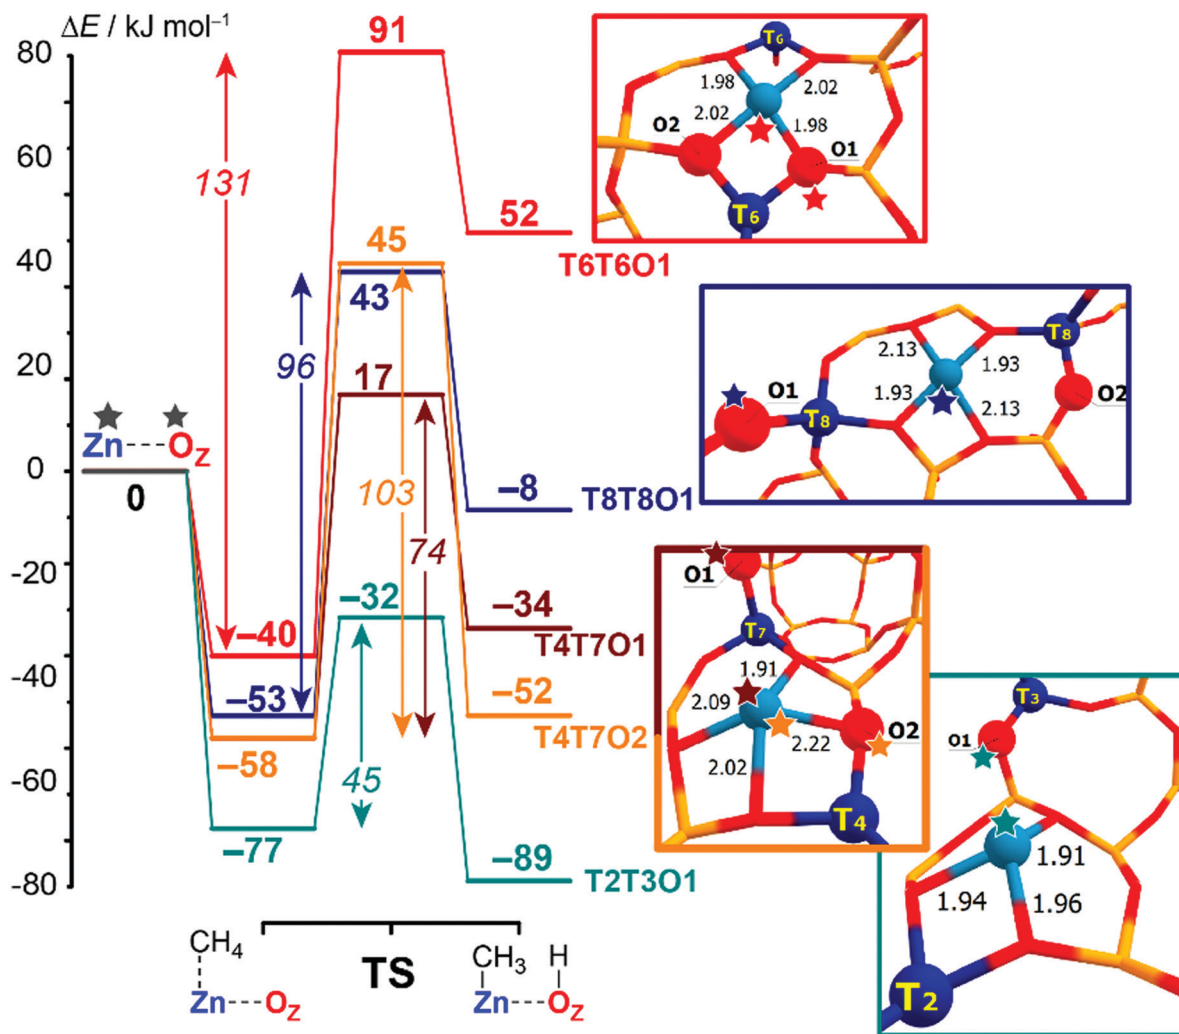 ΔE / kJ mol⁻¹
80
60
40
20
0
-20
-40
-60
-80
Zn---Oz
0
131
–40
–53
–58
–77
91
45
43
17
–32
96
103
74
45
52
T6T6O1
–8
T8T8O1
–34
T4T7O1
–52
T4T7O2
–89
T2T3O1
CH₄
Zn---Oz
TS
CH₃ H
Zn---Oz
T₆
1.98
2.02
2.02
1.98
O2
O1
T₆
2.13
1.93
1.93
2.13
O1
O2
T₈
T₈
O1
T₇
1.91
2.09
2.22
2.02
O2
T₄
T₃
O1
1.91
1.94
1.96
T₂